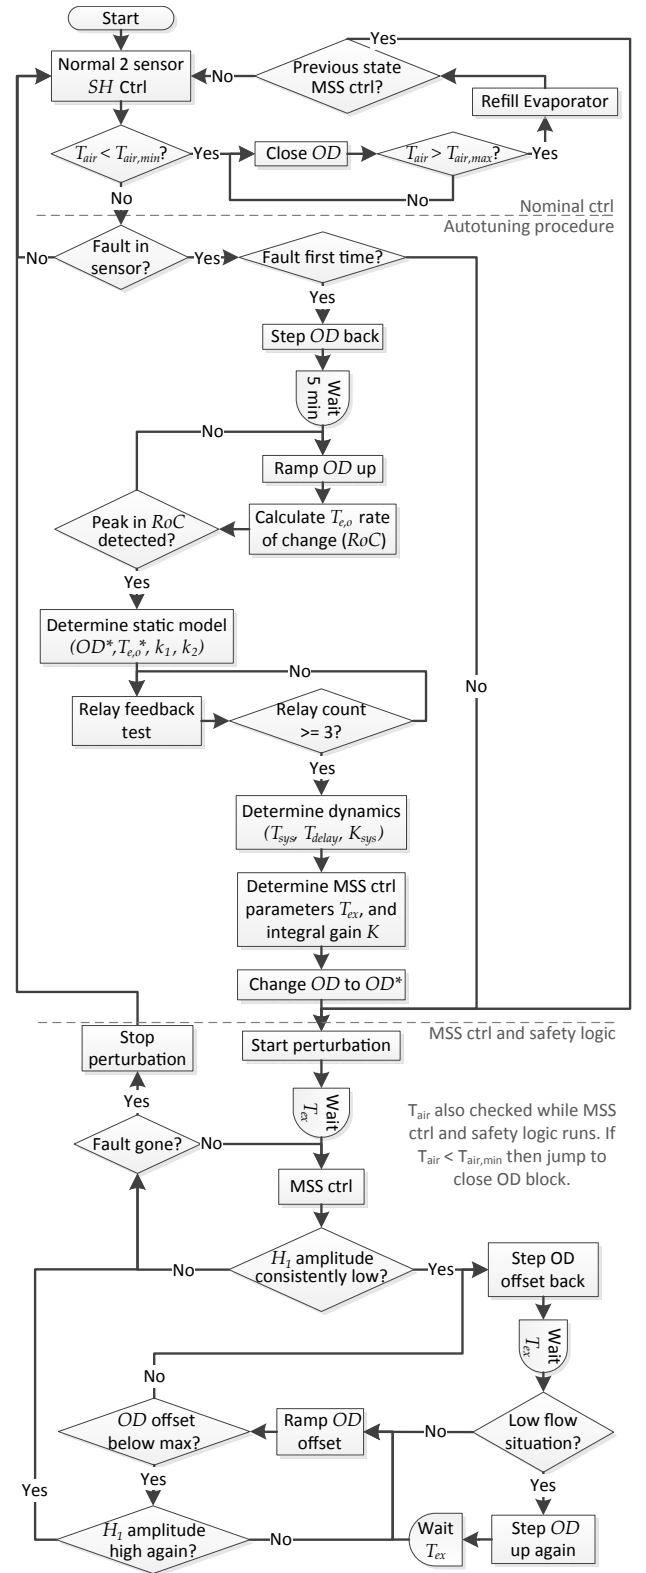 Start
Yes
Normal 2 sensor
SH Ctrl
No
Previous state
MSS ctrl?
Refill Evaporator
T_air < T_air,min?
Yes
Close OD
T_air > T_air,max?
Yes
No
No
Nominal ctrl
Autotuning procedure
No
Fault in
sensor?
Yes
Fault first time?
Yes
Step OD back
Wait
5 min
No
Ramp OD up
Peak in RoC
detected?
Calculate T_e,o rate
of change (RoC)
Yes
Determine static model
(OD*,T_e,o*, k_1, k_2)
No
No
Relay feedback
test
Relay count
>= 3?
Yes
Determine dynamics
(T_sys, T_delay, K_sys)
Determine MSS ctrl
parameters T_ex, and
integral gain K
Change OD to OD*
MSS ctrl and safety logic
Stop
perturbation
Start perturbation
Wait
T_ex
Yes
Fault gone?
No
T_air also checked while MSS
ctrl and safety logic runs. If
T_air < T_air,min then jump to
close OD block.
MSS ctrl
No
H_1 amplitude
consistently low?
Yes
Step OD
offset back
Wait
T_ex
No
OD offset
below max?
Ramp OD
offset
No
Low flow
situation?
Yes
Yes
Yes
H_1 amplitude
high again?
No
Wait
T_ex
Step OD
up again